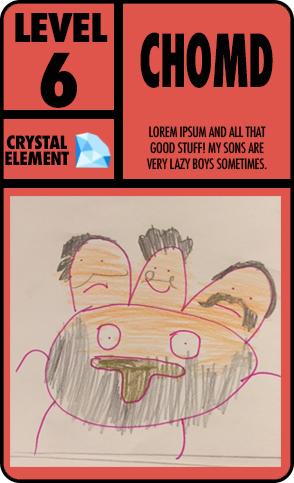 LEVEL
6
CHOMD
CRYSTAL
ELEMENT
LOREM IPSUM AND ALL THAT
GOOD STUFF! MY SONS ARE
VERY LAZY BOYS SOMETIMES.